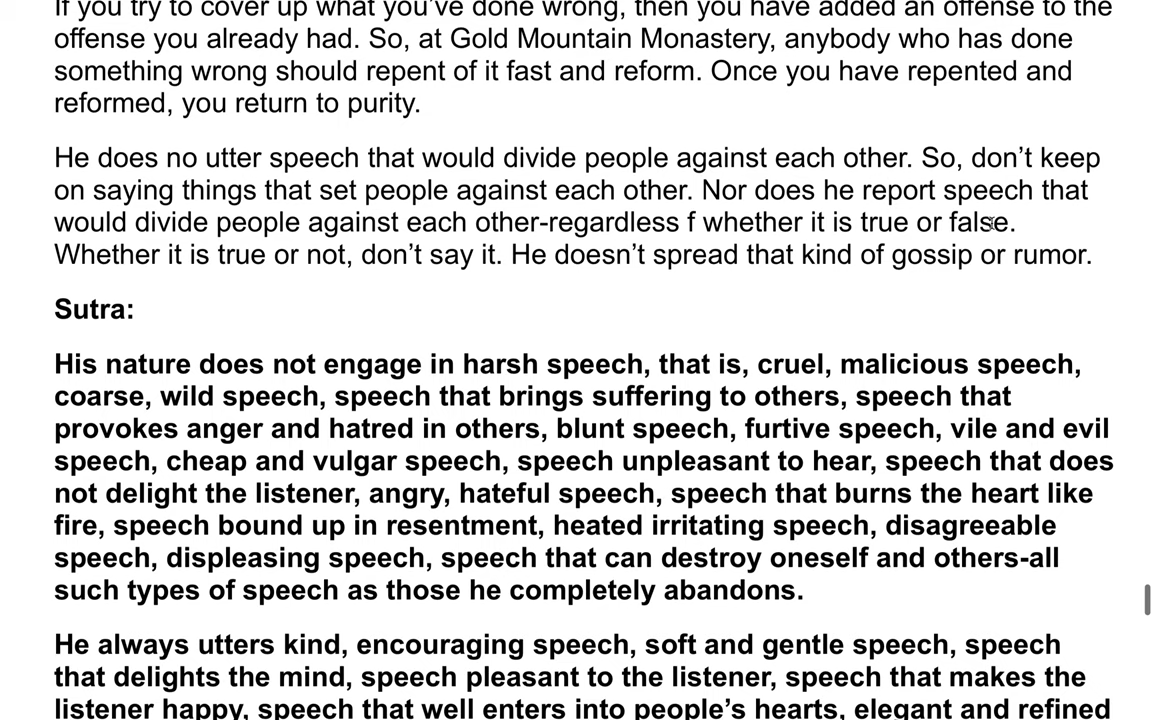 If you try to cover up what you’ve done wrong, then you have added an offense to the
offense you already had. So, at Gold Mountain Monastery, anybody who has done
something wrong should repent of it fast and reform. Once you have repented and
reformed, you return to purity.
He does no utter speech that would divide people against each other. So, don’t keep
on saying things that set people against each other. Nor does he report speech that
would divide people against each other-regardless f whether it is true or false.
Whether it is true or not, don’t say it. He doesn’t spread that kind of gossip or rumor.
Sutra:
His nature does not engage in harsh speech, that is, cruel, malicious speech,
coarse, wild speech, speech that brings suffering to others, speech that
provokes anger and hatred in others, blunt speech, furtive speech, vile and evil
speech, cheap and vulgar speech, speech unpleasant to hear, speech that does
not delight the listener, angry, hateful speech, speech that burns the heart like
fire, speech bound up in resentment, heated irritating speech, disagreeable
speech, displeasing speech, speech that can destroy oneself and others-all
such types of speech as those he completely abandons.
He always utters kind, encouraging speech, soft and gentle speech, speech
that delights the mind, speech pleasant to the listener, speech that makes the
listener happy, speech that well enters into people’s hearts, elegant and refined